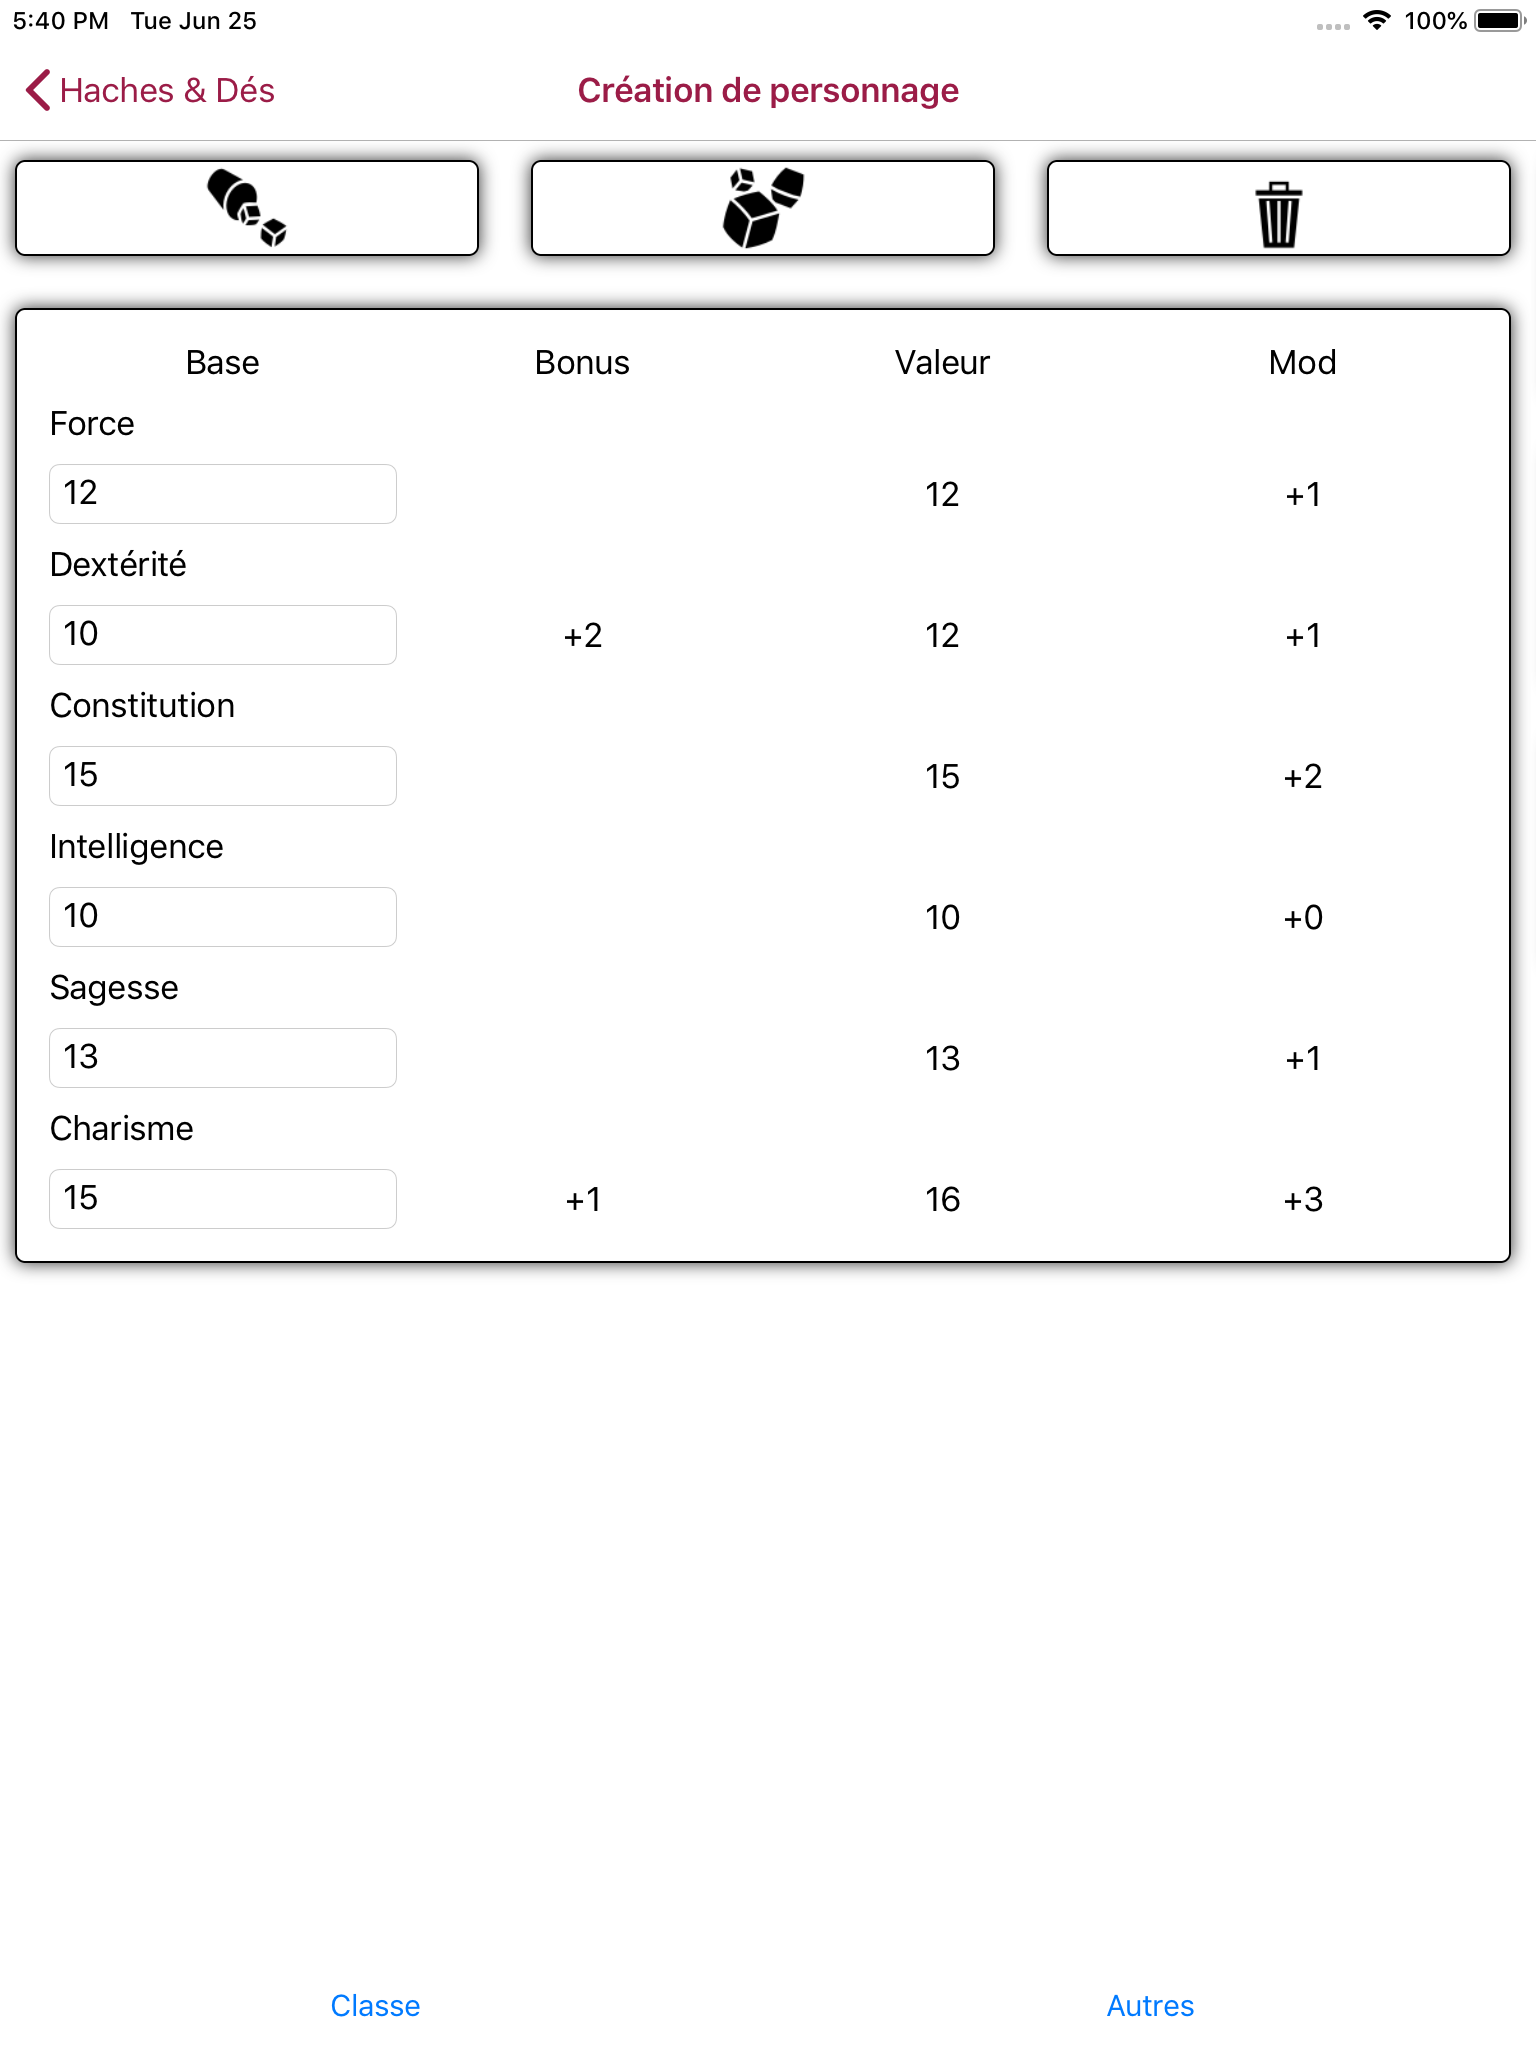 5:40 PM Tue Jun 25 100%
Haches & Dés Création de personnage
Base Bonus Valeur Mod
Force
12 12 +1
Dextérité
10 +2 12 +1
Constitution
15 15 +2
Intelligence
10 10 +0
Sagesse
13 13 +1
Charisme
15 +1 16 +3
Classe Autres